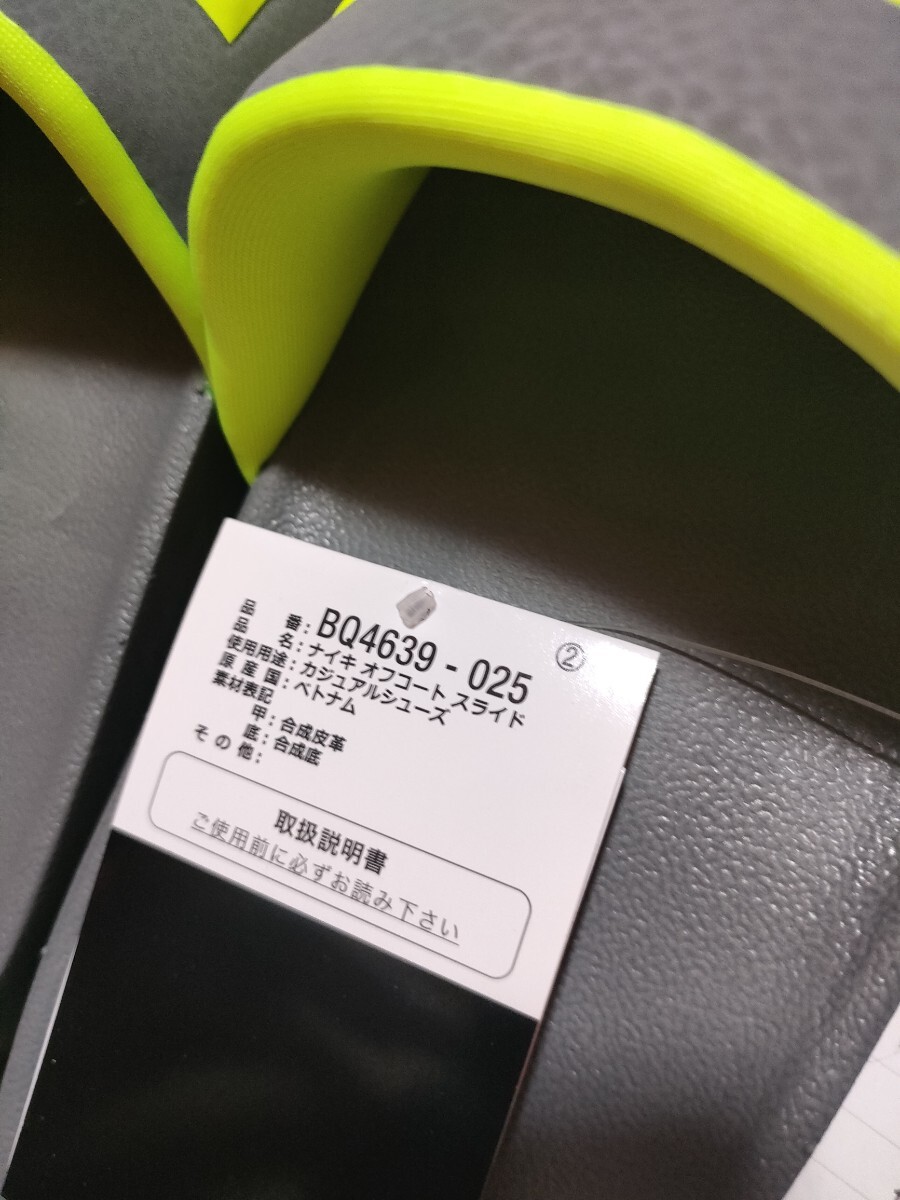 品番：BQ4639 - 025 ②
品名：ナイキ オフコート スライド
使用用途：カジュアルシューズ
原産国：ベトナム
素材表記
甲：合成皮革
底：合成底
その他：
取扱説明書
ご使用前に必ずお読み下さい